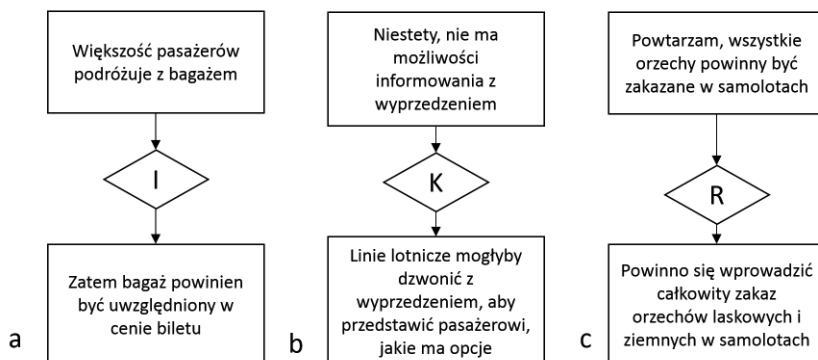 Większość pasażerów
podróżuje z bagażem
I
Zatem bagaż powinien
być uwzględniony w
cenie biletu
a
Niestety, nie ma
możliwości
informowania z
wyprzedzeniem
K
Linie lotnicze mogłyby
dzwonić z
wyprzedzeniem, aby
przedstawić pasażerowi,
jakie ma opcje
b
Powtarzam, wszystkie
orzechy powinny być
zakazane w samolotach
R
Powinno się wprowadzić
całkowity zakaz
orzechów laskowych i
ziemnych w samolotach
c